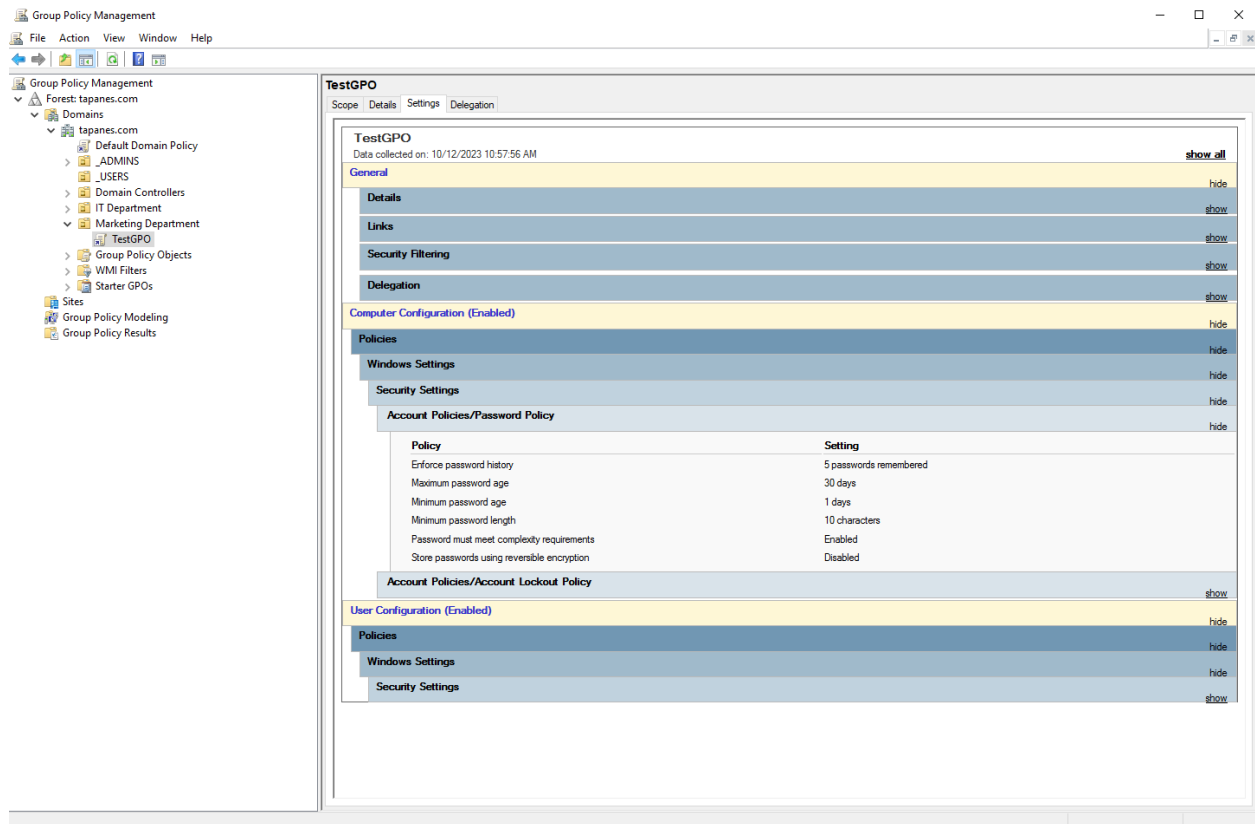 Group Policy Management
File Action View Window Help
Group Policy Management
Forest: tapanes.com
Domains
tapanes.com
Default Domain Policy
_ADMINS
_USERS
Domain Controllers
IT Department
Marketing Department
TestGPO
Group Policy Objects
WMI Filters
Starter GPOs
Sites
Group Policy Modeling
Group Policy Results
TestGPO
Scope Details Settings Delegation
TestGPO
Data collected on: 10/12/2023 10:57:56 AM show all
General hide
Details show
Links show
Security Filtering show
Delegation show
Computer Configuration (Enabled) hide
Policies hide
Windows Settings hide
Security Settings hide
Account Policies/Password Policy hide
Policy Setting
Enforce password history 5 passwords remembered
Maximum password age 30 days
Minimum password age 1 days
Minimum password length 10 characters
Password must meet complexity requirements Enabled
Store passwords using reversible encryption Disabled
Account Policies/Account Lockout Policy show
User Configuration (Enabled) hide
Policies hide
Windows Settings hide
Security Settings show